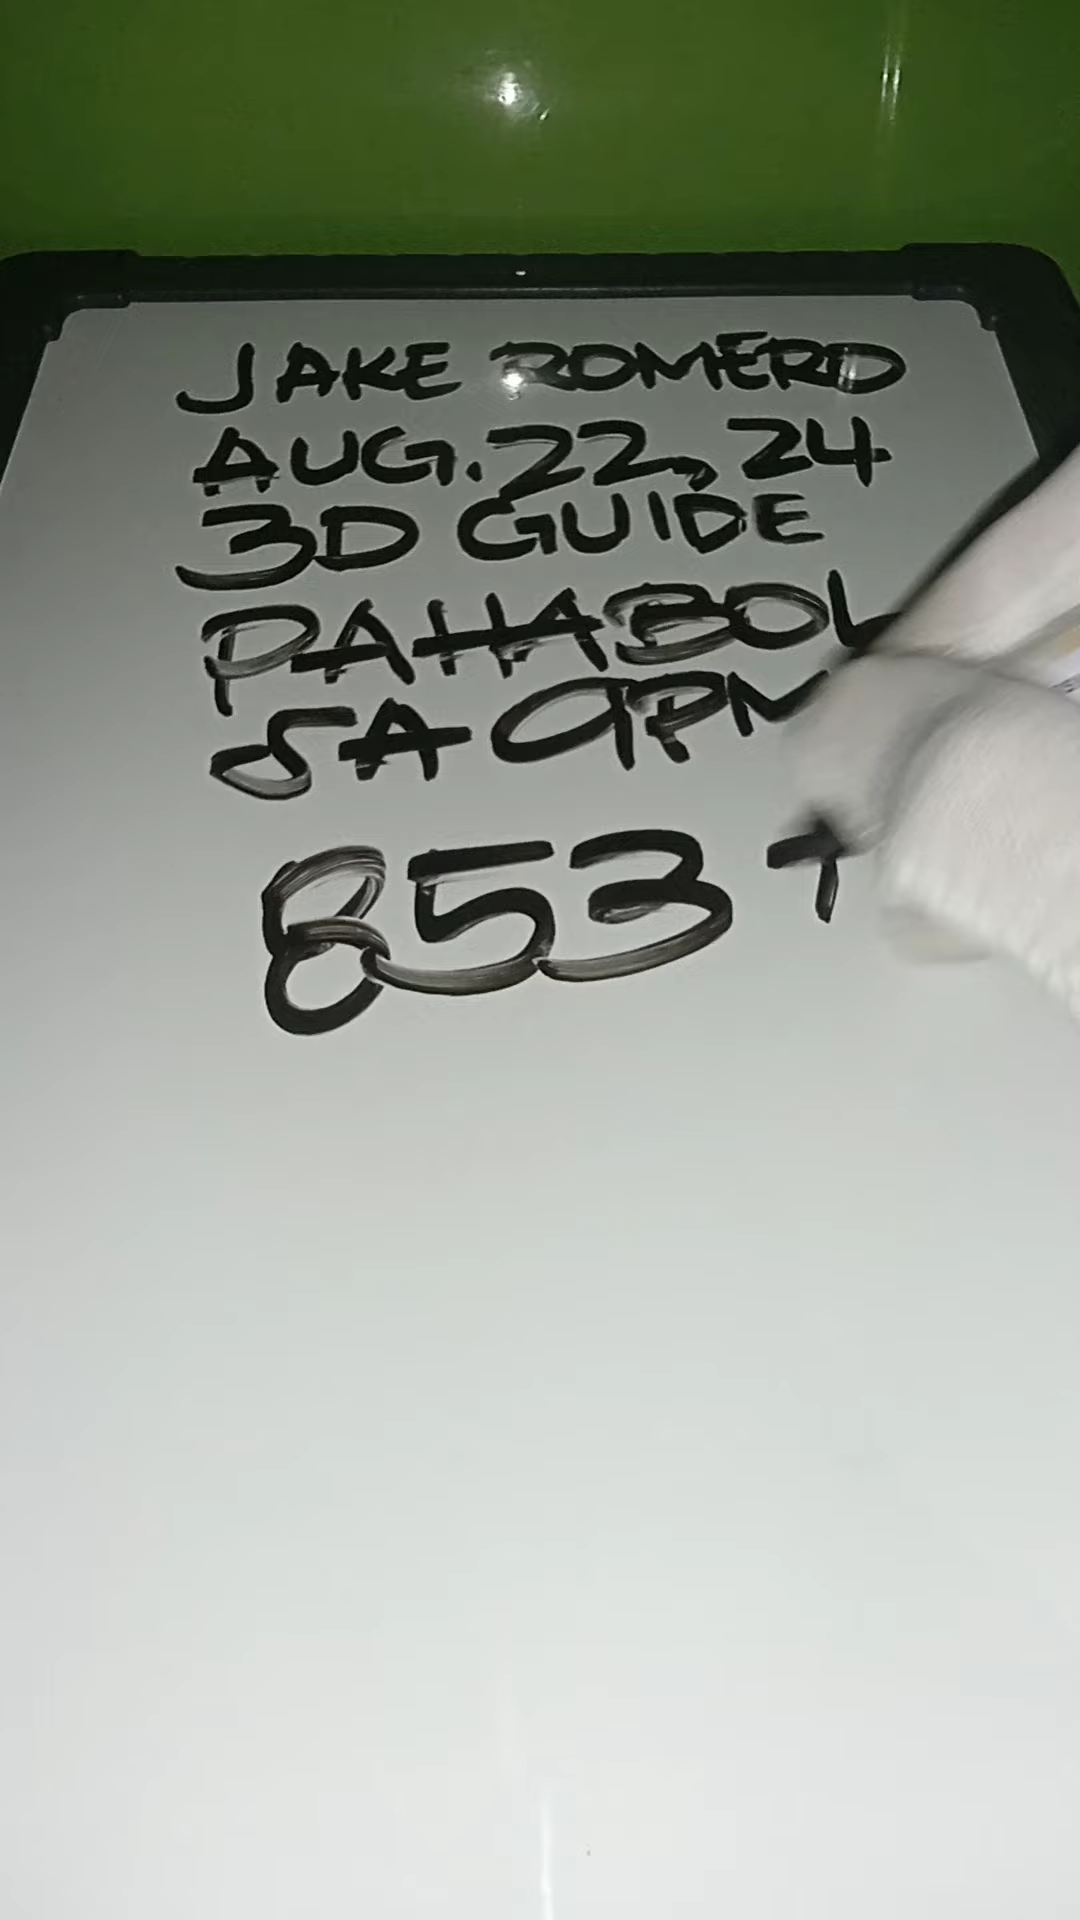 JAKE ROMERO
AUG. 22, 24
3D GUIDE
PAHABOL
SA 9PM
853 T